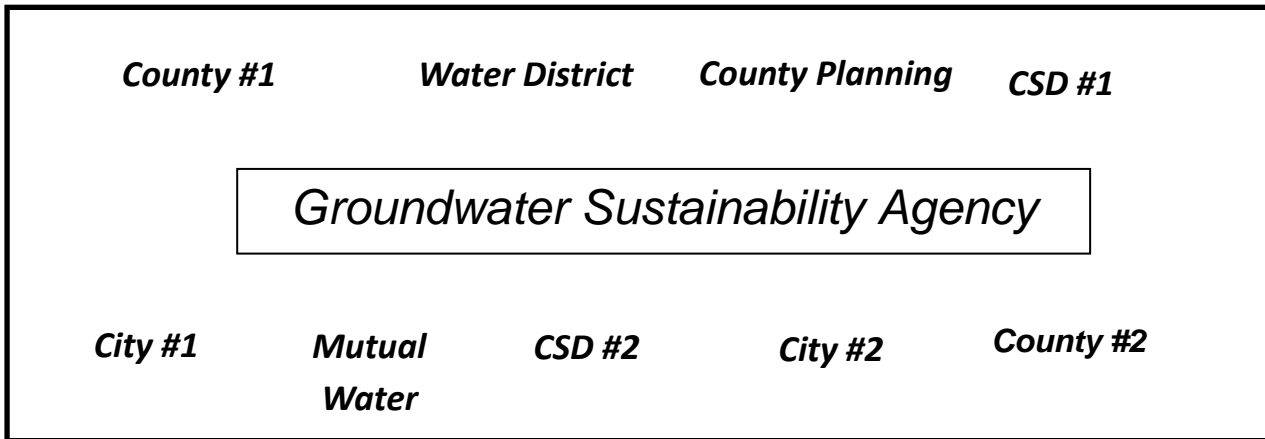 County #1 Water District County Planning CSD #1
Groundwater Sustainability Agency
City #1 Mutual CSD #2 City #2 County #2
Water